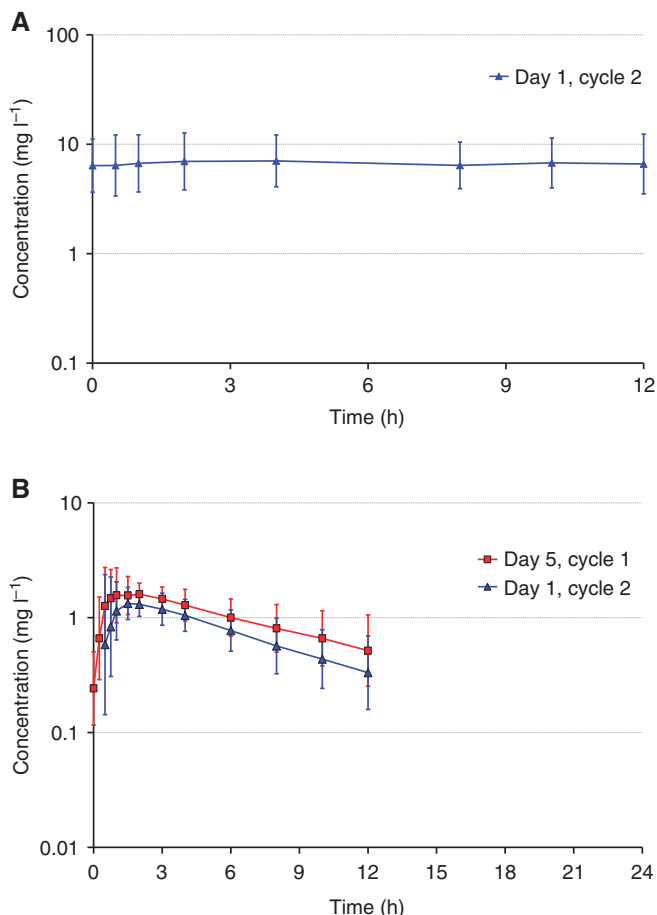 A
100
10
1
0.1
Concentration (mg l⁻¹)
Day 1, cycle 2
0 3 6 9 12
Time (h)
B
10
1
0.1
0.01
Concentration (mg l⁻¹)
Day 5, cycle 1
Day 1, cycle 2
0 3 6 9 12 15 18 21 24
Time (h)